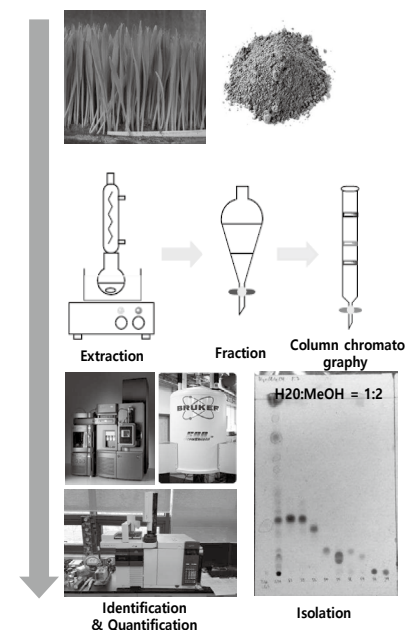 Extraction
Fraction
Column chromato
graphy
BRUKER
H20:MeOH = 1:2
Identification
& Quantification
Isolation